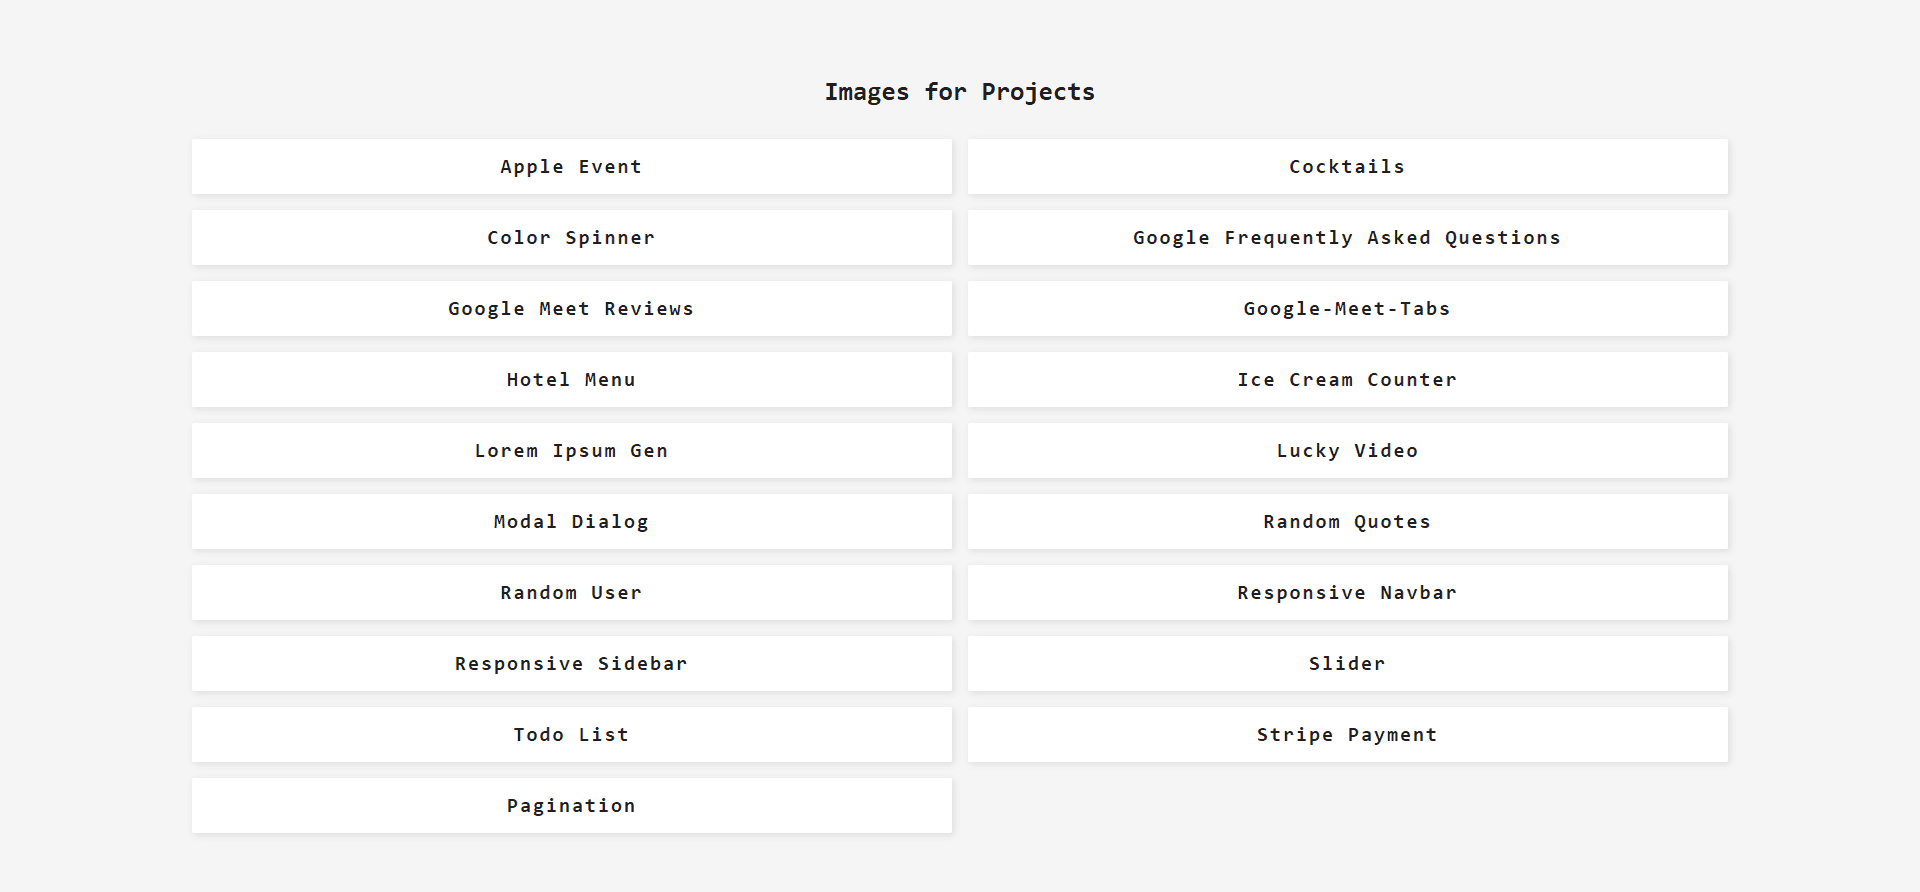 Images for Projects
Apple Event
Cocktails
Color Spinner
Google Frequently Asked Questions
Google Meet Reviews
Google-Meet-Tabs
Hotel Menu
Ice Cream Counter
Lorem Ipsum Gen
Lucky Video
Modal Dialog
Random Quotes
Random User
Responsive Navbar
Responsive Sidebar
Slider
Todo List
Stripe Payment
Pagination